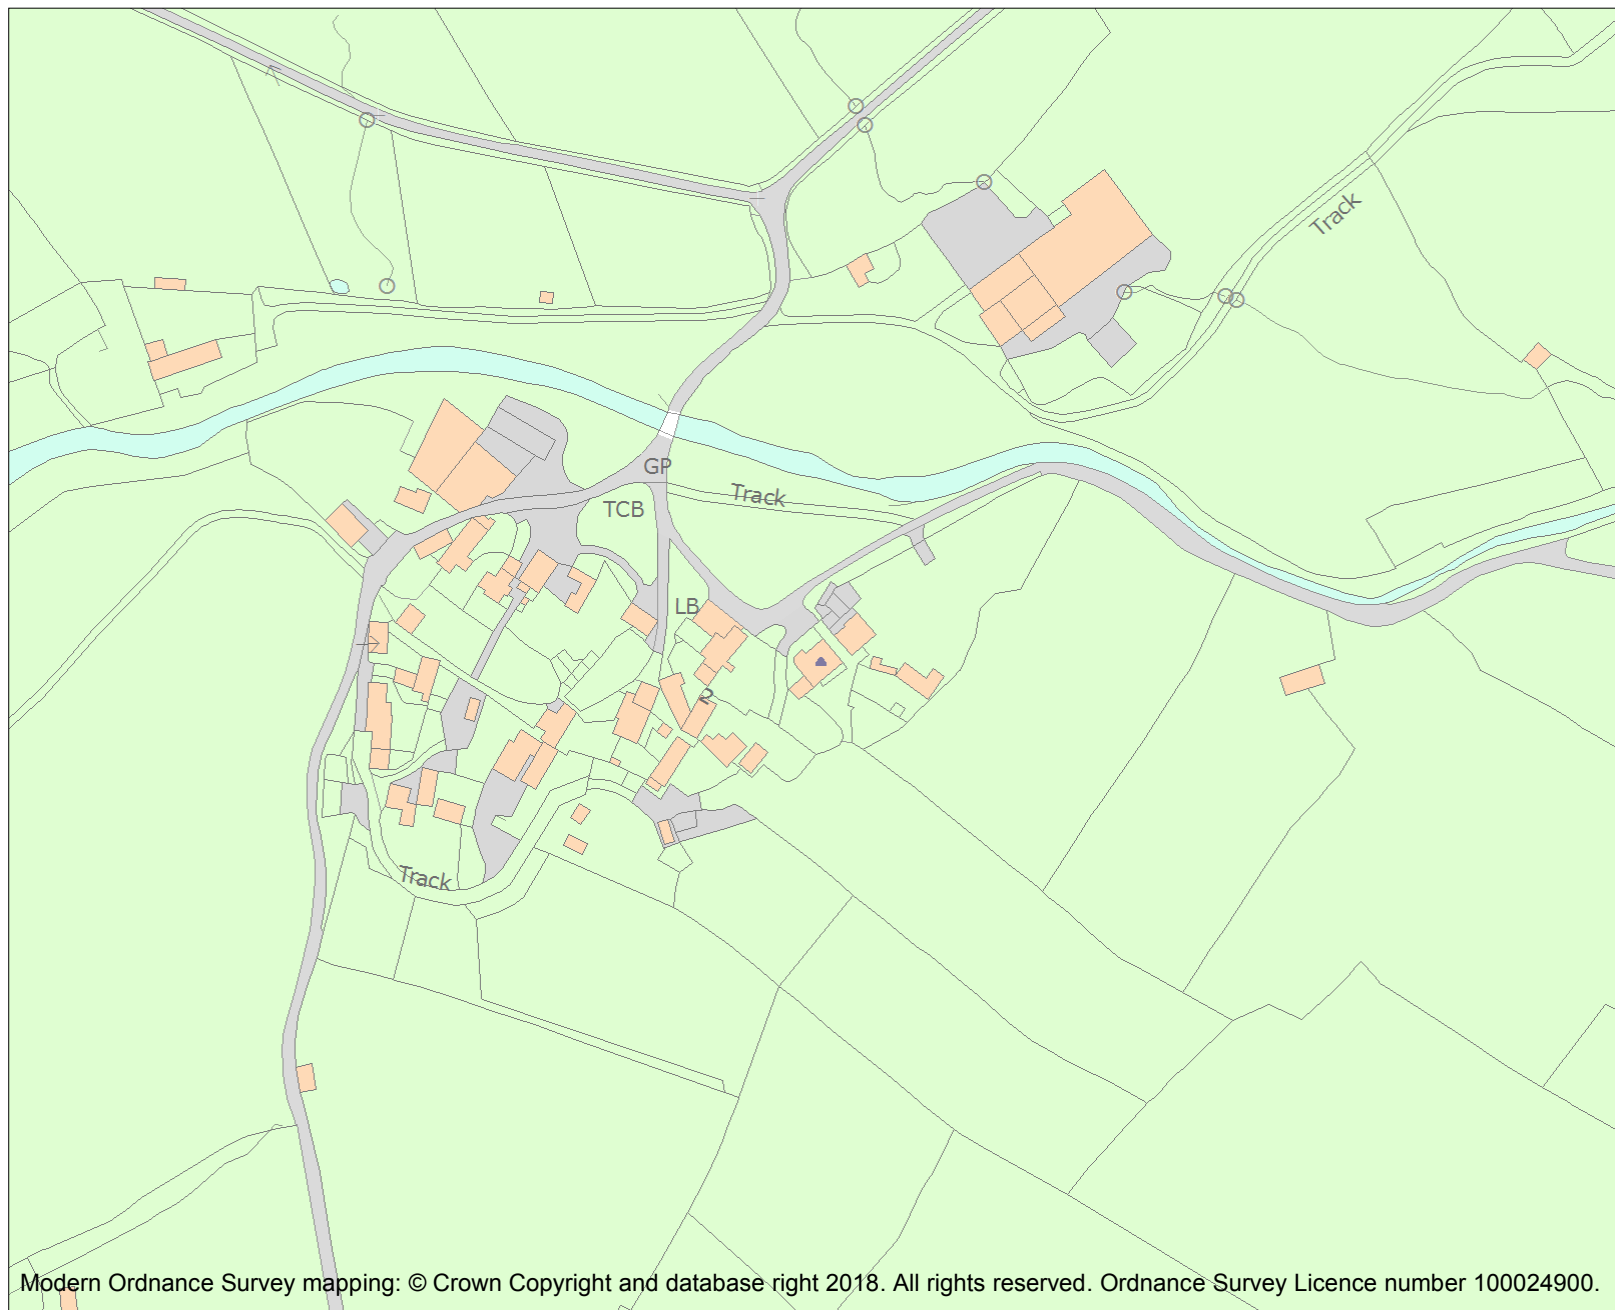 Track
GP
Track
TCB
LB
2
Track
Modern Ordnance Survey mapping: © Crown Copyright and database right 2018. All rights reserved. Ordnance Survey Licence number 100024900.